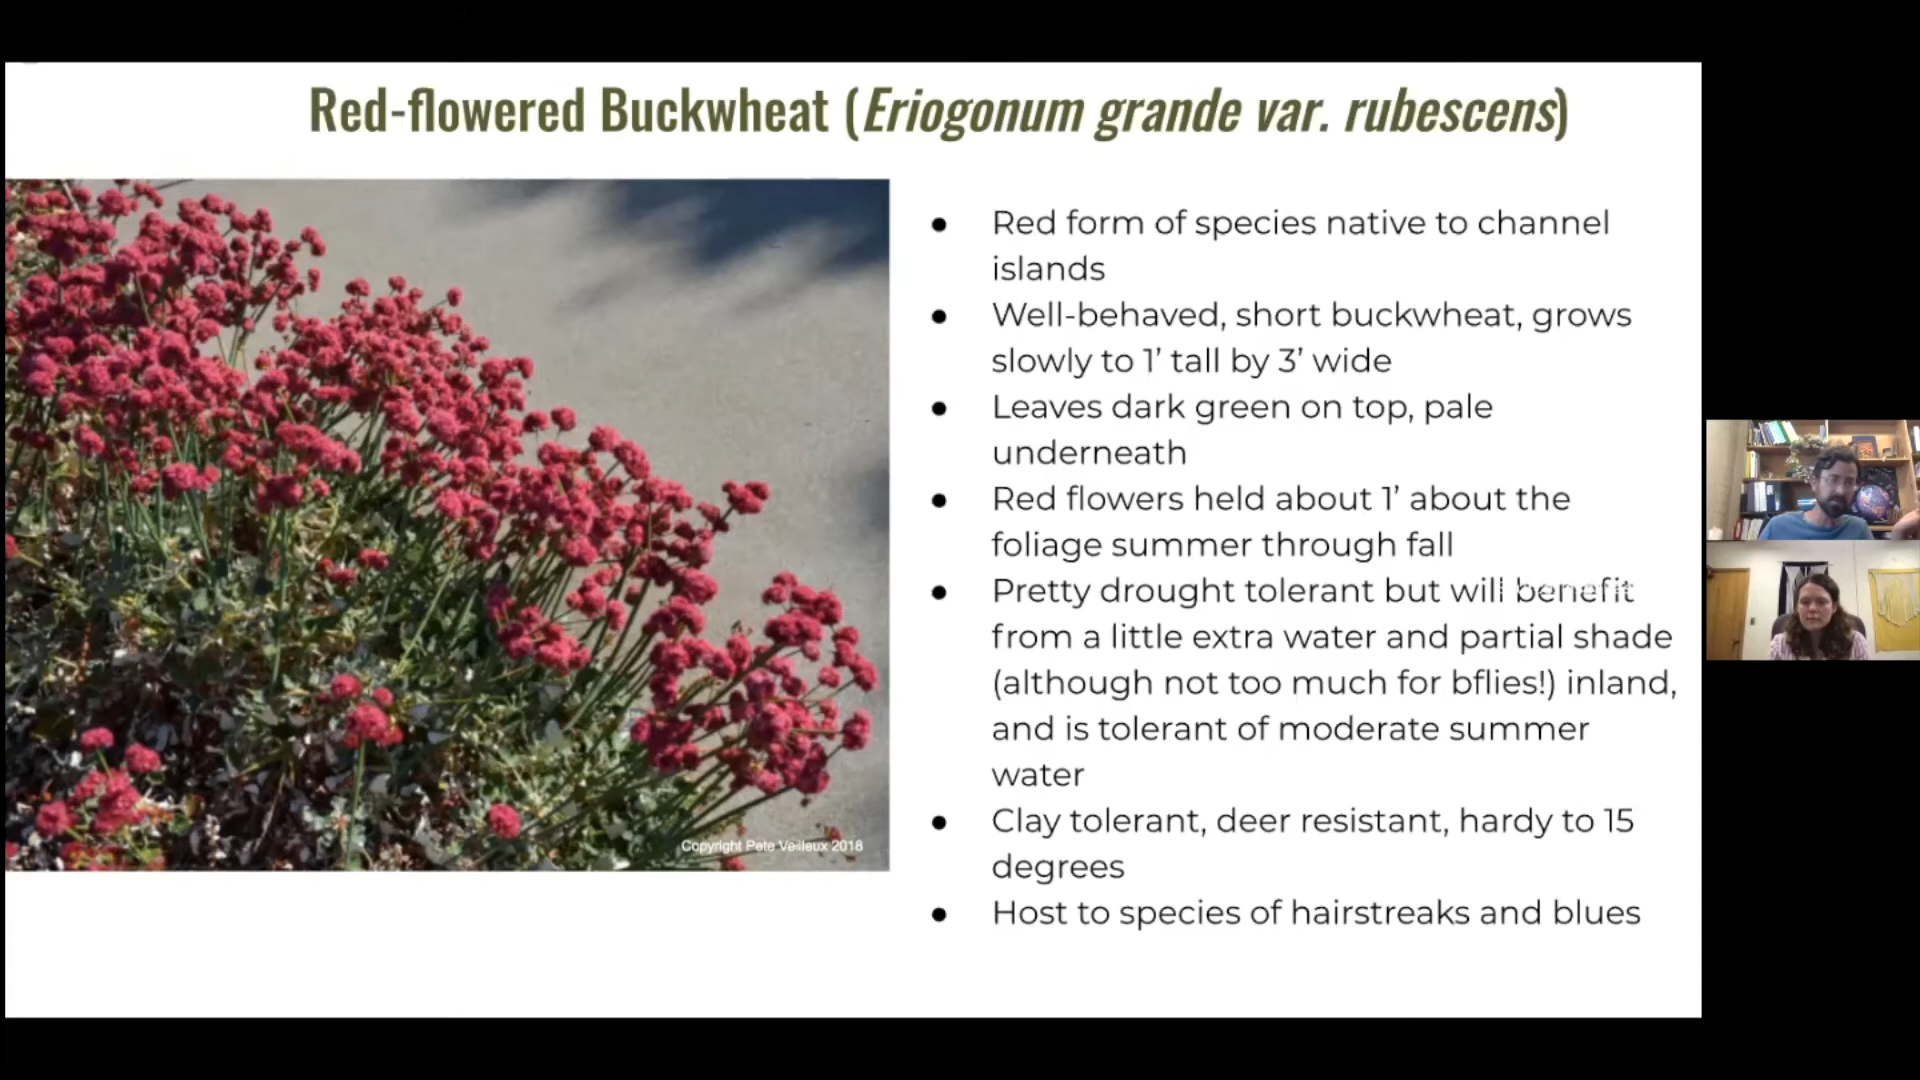 Red-flowered Buckwheat (Eriogonum grande var. rubescens)
● Red form of species native to channel
islands
● Well-behaved, short buckwheat, grows
slowly to 1’ tall by 3’ wide
● Leaves dark green on top, pale
underneath
● Red flowers held about 1’ about the
foliage summer through fall
● Pretty drought tolerant but will benefit
from a little extra water and partial shade
(although not too much for bflies!) inland,
and is tolerant of moderate summer
water
● Clay tolerant, deer resistant, hardy to 15
degrees
● Host to species of hairstreaks and blues
Copyright Pete Veilleux 2018